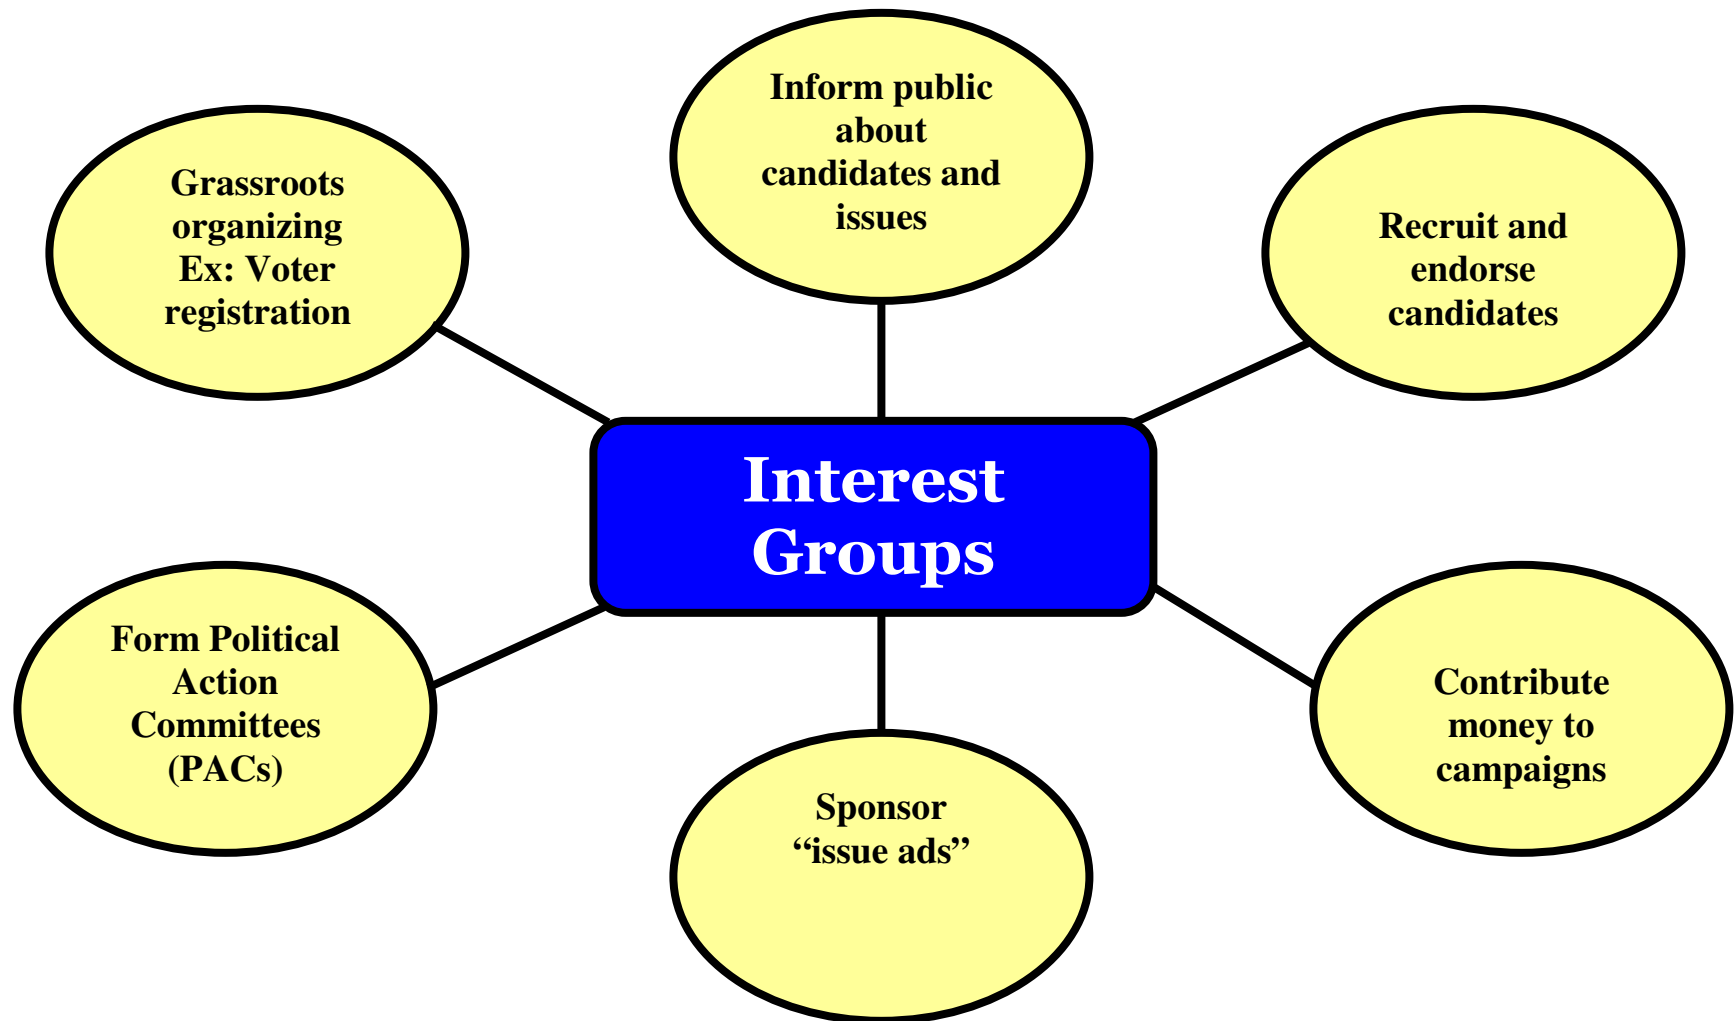 Inform public
about
candidates and
issues
Grassroots
organizing
Ex: Voter
registration
Recruit and
endorse
candidates
Interest
Groups
Form Political
Action
Committees
(PACs)
Contribute
money to
campaigns
Sponsor
“issue ads”